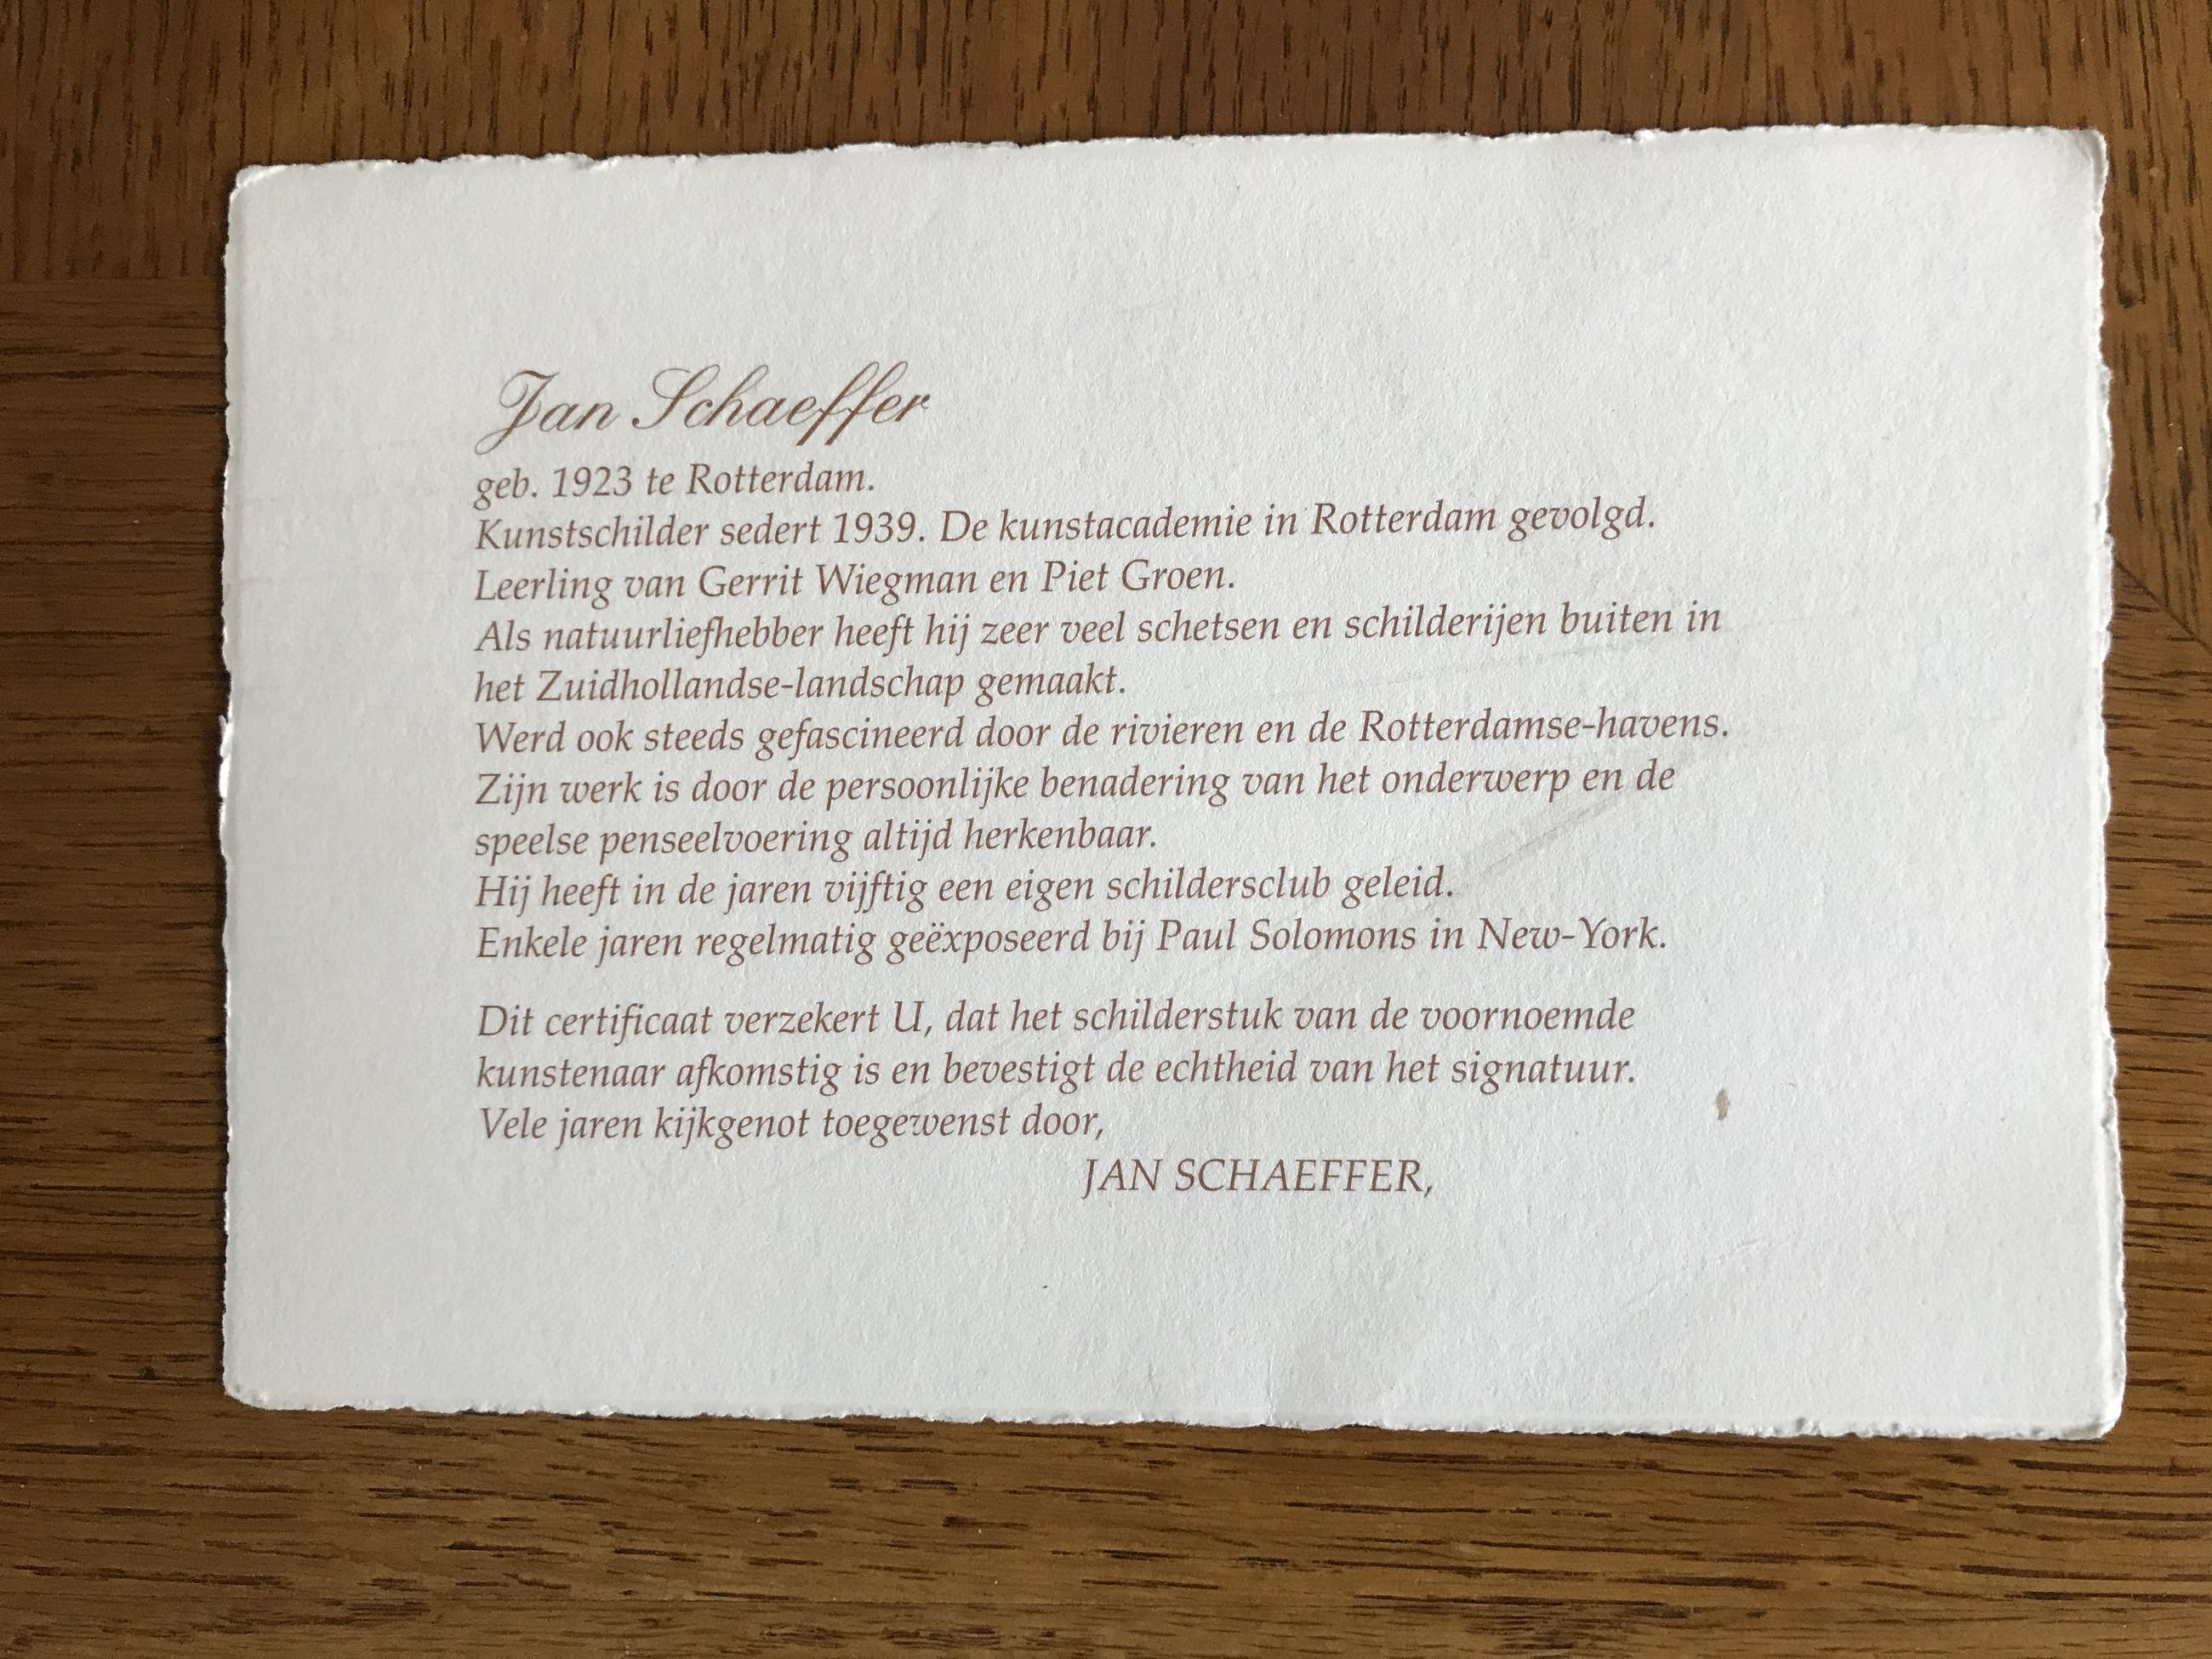 Jan Schaeffer
geb. 1923 te Rotterdam.
Kunstschilder sedert 1939. De kunstacademie in Rotterdam gevolgd.
Leerling van Gerrit Wiegman en Piet Groen.
Als natuurliefhebber heeft hij zeer veel schetsen en schilderijen buiten in
het Zuidhollandse-landschap gemaakt.
Werd ook steeds gefascineerd door de rivieren en de Rotterdamse-havens.
Zijn werk is door de persoonlijke benadering van het onderwerp en de
speelse penseelvoering altijd herkenbaar.
Hij heeft in de jaren vijftig een eigen schildersclub geleid.
Enkele jaren regelmatig geëxposeerd bij Paul Solomons in New-York.
Dit certificaat verzekert U, dat het schilderstuk van de voornoemde
kunstenaar afkomstig is en bevestigt de echtheid van het signatuur.
Vele jaren kijkgenot toegewenst door,
JAN SCHAEFFER,